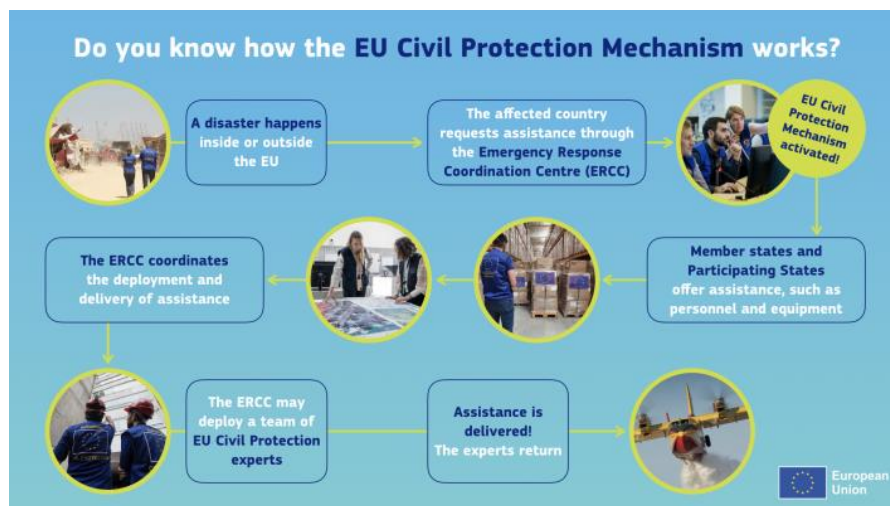 Do you know how the EU Civil Protection Mechanism works?
A disaster happens
inside or outside
the EU
The affected country
requests assistance through
the Emergency Response
Coordination Centre (ERCC)
EU Civil
Protection
Mechanism
activated!
Member states and
Participating States
offer assistance, such as
personnel and equipment
The ERCC coordinates
the deployment and
delivery of assistance
The ERCC may
deploy a team of
EU Civil Protection
experts
Assistance is
delivered!
The experts return
European
Union